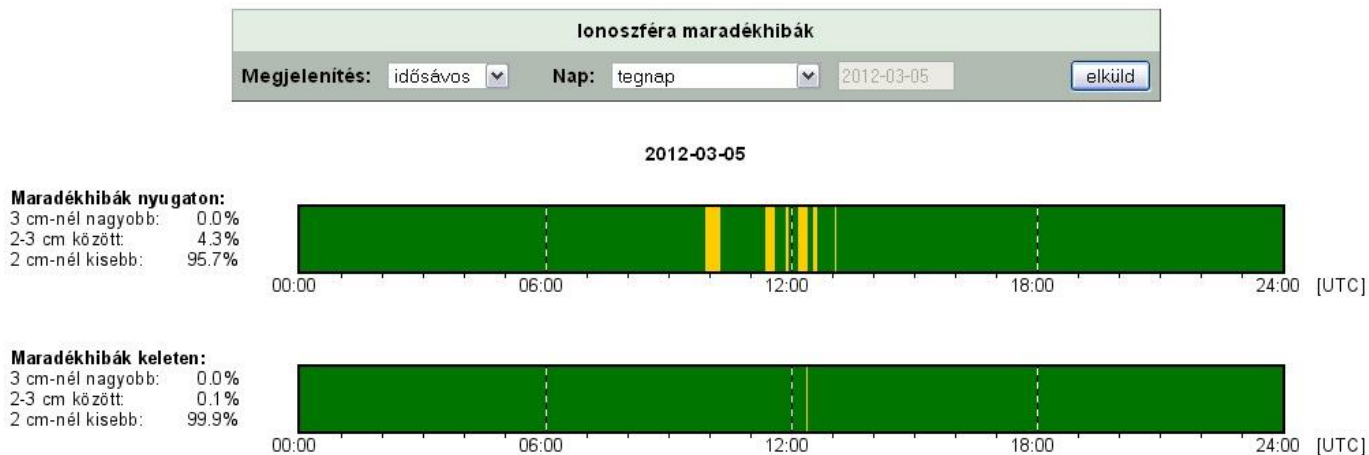 Ionoszféra maradékhibák
Megjelenítés: idősávos Nap: tegnap 2012-03-05 elküld
2012-03-05
Maradékhibák nyugaton:
3 cm-nél nagyobb: 0.0%
2-3 cm között: 4.3%
2 cm-nél kisebb: 95.7%
00:00 06:00 12:00 18:00 24:00 [UTC]
Maradékhibák keleten:
3 cm-nél nagyobb: 0.0%
2-3 cm között: 0.1%
2 cm-nél kisebb: 99.9%
00:00 06:00 12:00 18:00 24:00 [UTC]